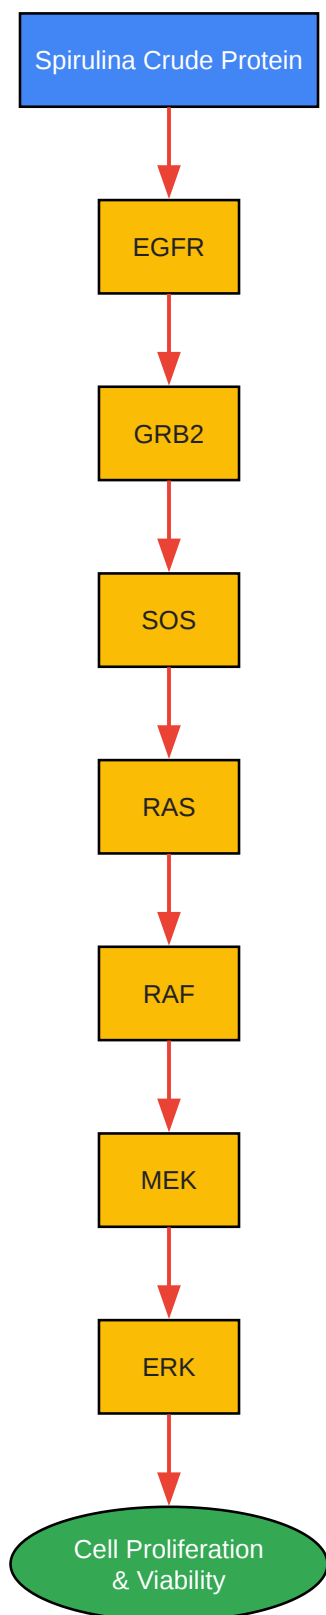 Spirulina Crude Protein
EGFR
GRB2
SOS
RAS
RAF
MEK
ERK
Cell Proliferation
& Viability